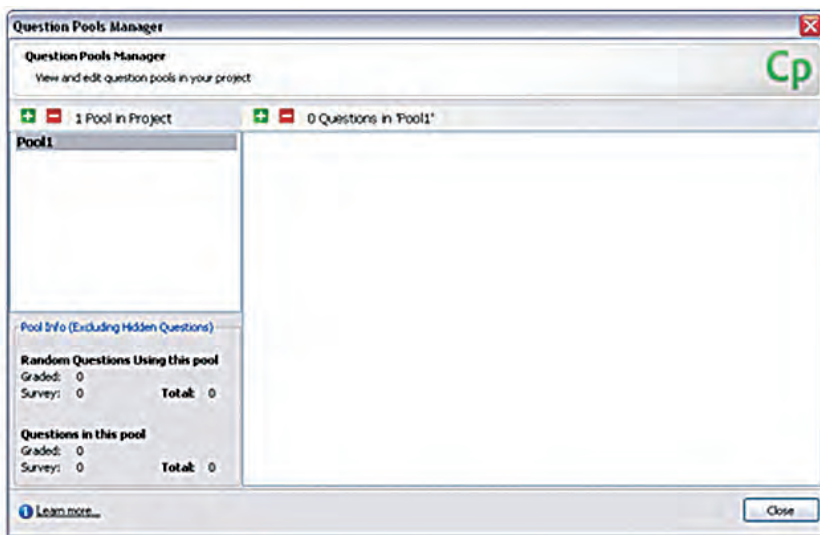 Question Pools Manager
Question Pools Manager
View and edit question pools in your project
Cp
1 Pool in Project
0 Questions in 'Pool1'
Pool1
Pool Info (Excluding Hidden Questions)
Random Questions Using this pool
Graded: 0
Survey: 0 Total: 0
Questions in this pool
Graded: 0
Survey: 0 Total: 0
Learn more...
Close